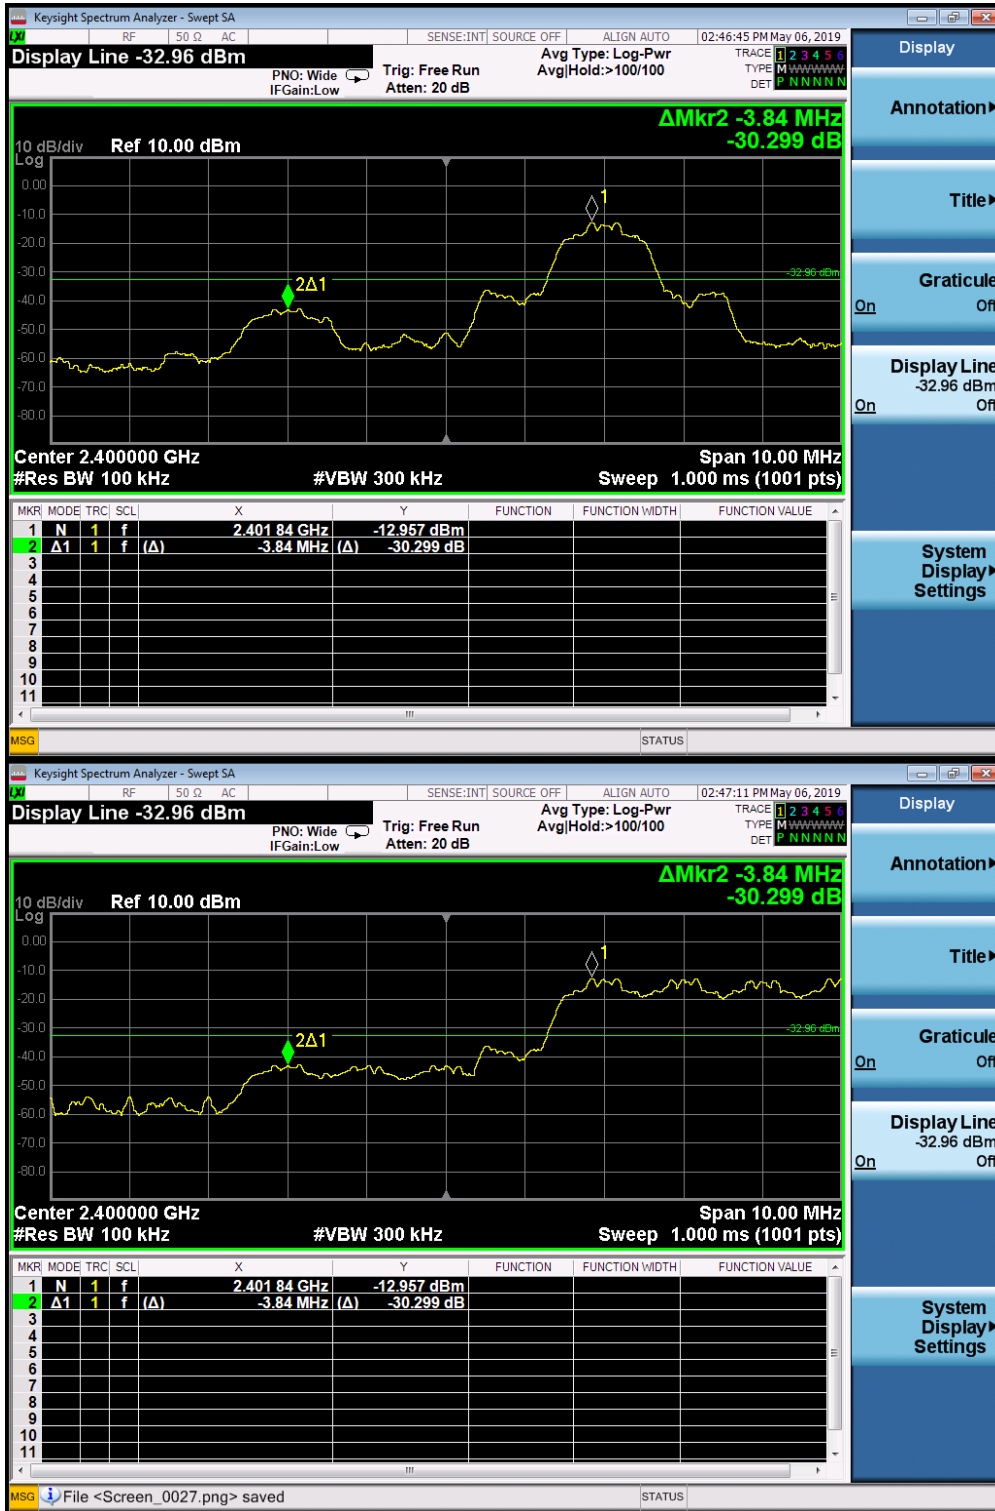 Keysight Spectrum Analyzer - Swept SA
LXI RF 50 Ω AC SENSE:INT SOURCE OFF ALIGN AUTO 02:46:45 PM May 06, 2019
Display Line -32.96 dBm
PNO: Wide
IFGain:Low
Trig: Free Run
Atten: 20 dB
Avg Type: Log-Pwr
Avg|Hold:>100/100
TRACE 1 2 3 4 5 6
TYPE M W W W W W
DET P N N N N N
ΔMkr2 -3.84 MHz
-30.299 dB
10 dB/div Ref 10.00 dBm
Log
0.00
-10.0
-20.0
-30.0
-40.0
-50.0
-60.0
-70.0
-80.0
1
2Δ1
-32.96 dBm
Center 2.400000 GHz Span 10.00 MHz
#Res BW 100 kHz #VBW 300 kHz Sweep 1.000 ms (1001 pts)
MKR MODE TRC SCL X Y FUNCTION FUNCTION WIDTH FUNCTION VALUE
1 N 1 f 2.401 84 GHz -12.957 dBm
2 Δ1 1 f (Δ) -3.84 MHz (Δ) -30.299 dB
3
4
5
6
7
8
9
10
11
MSG STATUS
Display
Annotation
Title
Graticule
On Off
Display Line
-32.96 dBm
On Off
System
Display
Settings
Keysight Spectrum Analyzer - Swept SA
LXI RF 50 Ω AC SENSE:INT SOURCE OFF ALIGN AUTO 02:47:11 PM May 06, 2019
Display Line -32.96 dBm
PNO: Wide
IFGain:Low
Trig: Free Run
Atten: 20 dB
Avg Type: Log-Pwr
Avg|Hold:>100/100
TRACE 1 2 3 4 5 6
TYPE M W W W W W
DET P N N N N N
ΔMkr2 -3.84 MHz
-30.299 dB
10 dB/div Ref 10.00 dBm
Log
0.00
-10.0
-20.0
-30.0
-40.0
-50.0
-60.0
-70.0
-80.0
1
2Δ1
-32.96 dBm
Center 2.400000 GHz Span 10.00 MHz
#Res BW 100 kHz #VBW 300 kHz Sweep 1.000 ms (1001 pts)
MKR MODE TRC SCL X Y FUNCTION FUNCTION WIDTH FUNCTION VALUE
1 N 1 f 2.401 84 GHz -12.957 dBm
2 Δ1 1 f (Δ) -3.84 MHz (Δ) -30.299 dB
3
4
5
6
7
8
9
10
11
MSG File <Screen_0027.png> saved STATUS
Display
Annotation
Title
Graticule
On Off
Display Line
-32.96 dBm
On Off
System
Display
Settings